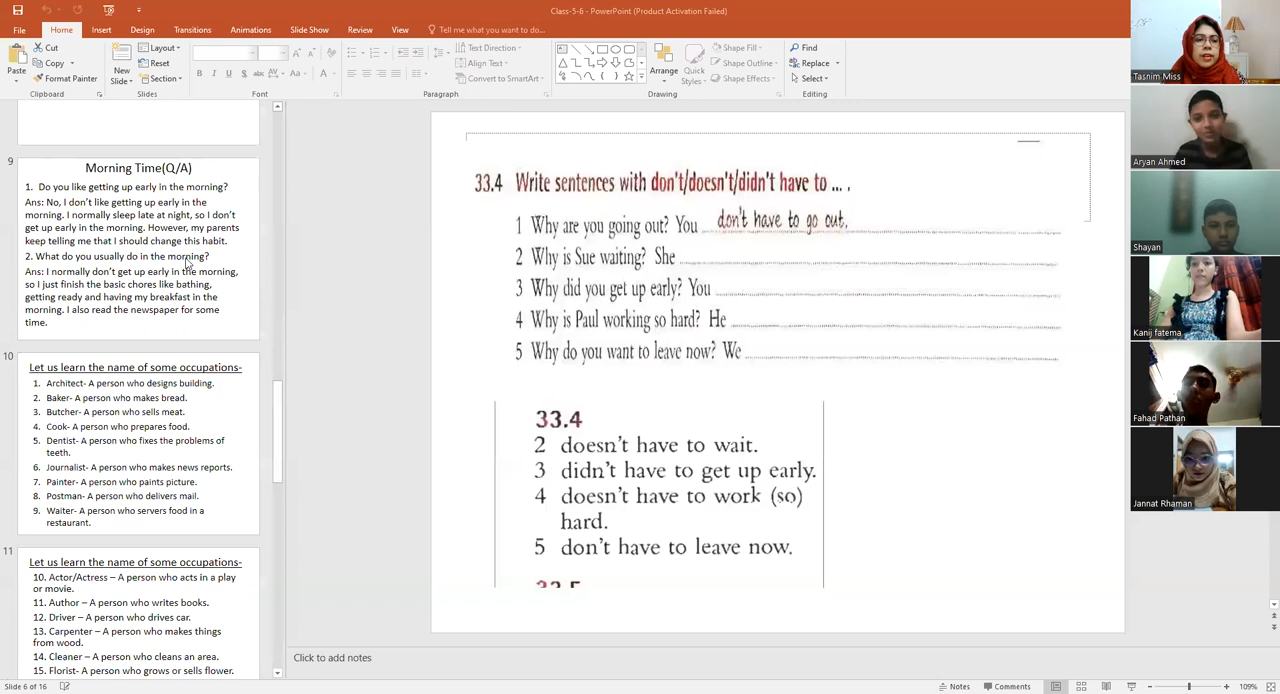 Class-5-6 - PowerPoint (Product Activation Failed)
File Home Insert Design Transitions Animations Slide Show Review View Tell me what you want to do...
Paste
Cut
Copy
Format Painter
Clipboard
New Slide
Layout
Reset
Section
Slides
B I U S abc AV Aa A
Font
Text Direction
Align Text
Convert to SmartArt
Paragraph
Arrange
Quick Styles
Shape Fill
Shape Outline
Shape Effects
Drawing
Find
Replace
Select
Editing
9
Morning Time(Q/A)
1. Do you like getting up early in the morning?
Ans: No, I don't like getting up early in the
morning. I normally sleep late at night, so I don't
get up early in the morning. However, my parents
keep telling me that I should change this habit.
2. What do you usually do in the morning?
Ans: I normally don't get up early in the morning,
so I just finish the basic chores like bathing,
getting ready and having my breakfast in the
morning. I also read the newspaper for some
time.
10
Let us learn the name of some occupations-
1. Architect- A person who designs building.
2. Baker- A person who makes bread.
3. Butcher- A person who sells meat.
4. Cook- A person who prepares food.
5. Dentist- A person who fixes the problems of
teeth.
6. Journalist- A person who makes news reports.
7. Painter- A person who paints picture.
8. Postman- A person who delivers mail.
9. Waiter- A person who servers food in a
restaurant.
11
Let us learn the name of some occupations-
10. Actor/Actress – A person who acts in a play
or movie.
11. Author – A person who writes books.
12. Driver – A person who drives car.
13. Carpenter – A person who makes things
from wood.
14. Cleaner – A person who cleans an area.
15. Florist- A person who grows or sells flower.
33.4 Write sentences with don't/doesn't/didn't have to ... .
1 Why are you going out? You don't have to go out.
2 Why is Sue waiting? She
3 Why did you get up early? You
4 Why is Paul working so hard? He
5 Why do you want to leave now? We
33.4
2 doesn't have to wait.
3 didn't have to get up early.
4 doesn't have to work (so)
hard.
5 don't have to leave now.
Click to add notes
Slide 6 of 16
Notes Comments 109%
Tasnim Miss
Aryan Ahmed
Shayan
Kanij fatema
Fahad Pathan
Jannat Rhaman